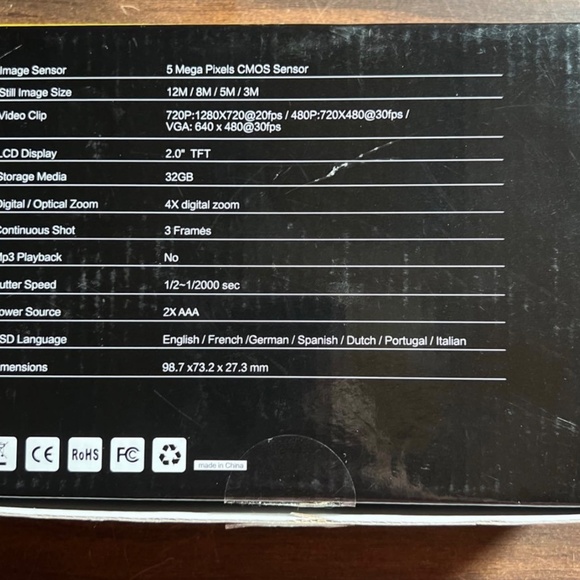 Image Sensor 5 Mega Pixels CMOS Sensor
Still Image Size 12M / 8M / 5M / 3M
Video Clip 720P:1280X720@20fps / 480P:720X480@30fps /
VGA: 640 x 480@30fps
LCD Display 2.0" TFT
Storage Media 32GB
Digital / Optical Zoom 4X digital zoom
Continuous Shot 3 Frames
Mp3 Playback No
utter Speed 1/2~1/2000 sec
ower Source 2X AAA
SD Language English / French /German / Spanish / Dutch / Portugal / Italian
mensions 98.7 x73.2 x 27.3 mm
CE RoHS FC made in China